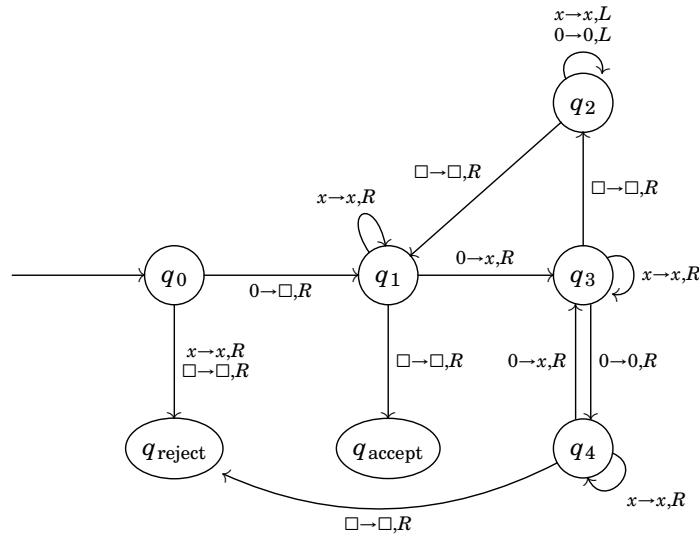 x→x,L
0→0,L
q2
□→□,R
x→x,R
□→□,R
q0
0→□,R
q1
0→x,R
q3
x→x,R
x→x,R
□→□,R
□→□,R
0→x,R
0→0,R
qreject
qaccept
q4
x→x,R
□→□,R